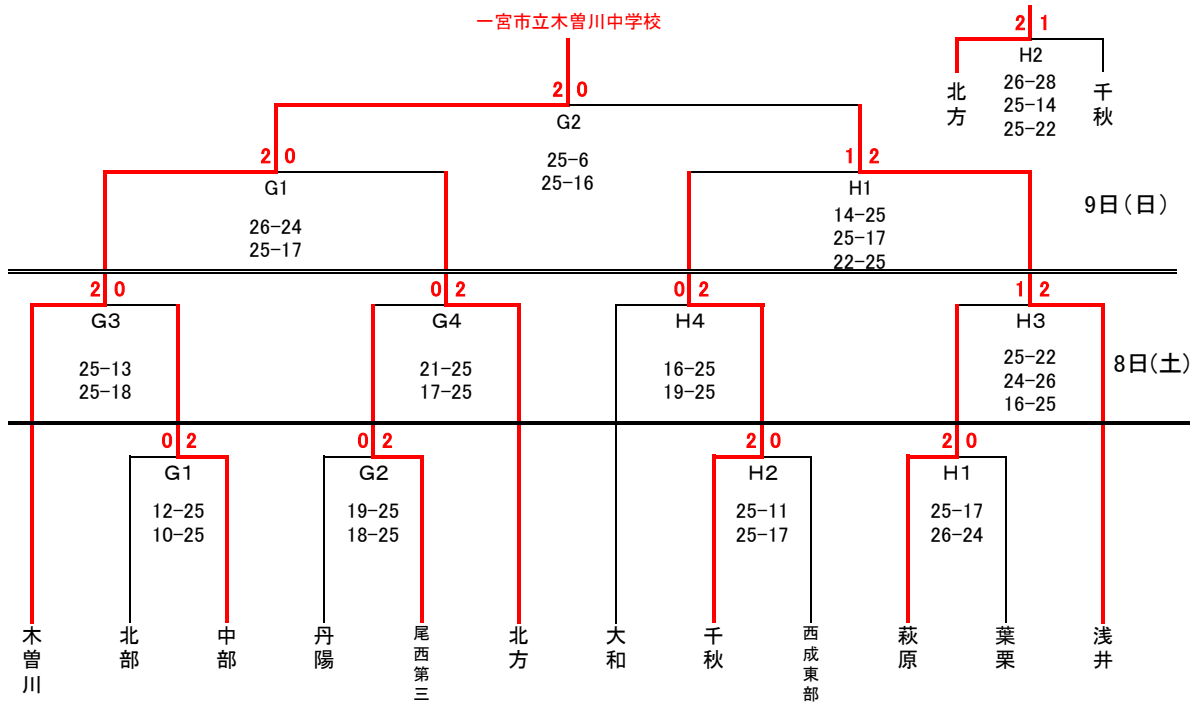 一宮市立木曽川中学校
2 1
H2
26-28
25-14
25-22
北方
千秋
2 0
G2
25-6
25-16
2 0
G1
26-24
25-17
1 2
H1
14-25
25-17
22-25
9日(日)
2 0
G3
25-13
25-18
0 2
G4
21-25
17-25
0 2
H4
16-25
19-25
1 2
H3
25-22
24-26
16-25
8日(土)
0 2
G1
12-25
10-25
0 2
G2
19-25
18-25
2 0
H2
25-11
25-17
2 0
H1
25-17
26-24
木曽川
北部
中部
丹陽
尾西第三
北方
大和
千秋
西成東部
萩原
葉栗
浅井